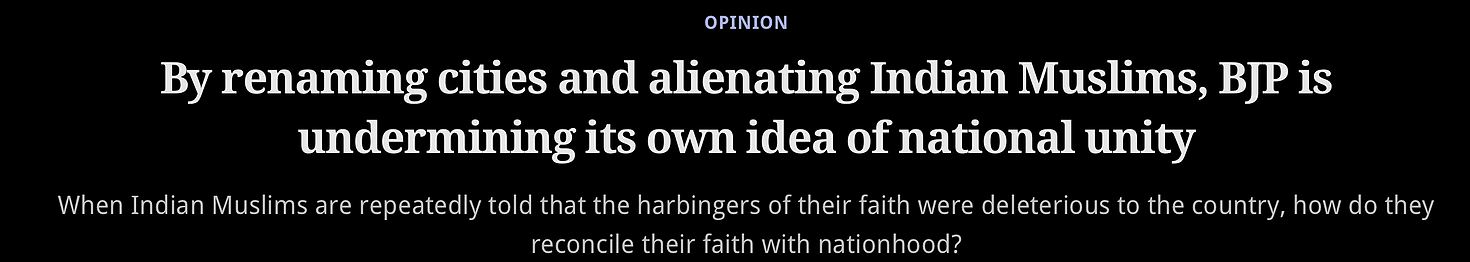 OPINION
By renaming cities and alienating Indian Muslims, BJP is
undermining its own idea of national unity
When Indian Muslims are repeatedly told that the harbingers of their faith were deleterious to the country, how do they
reconcile their faith with nationhood?